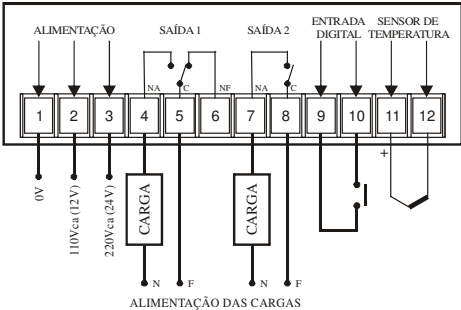 ENTRADA SENSOR DE
ALIMENTAÇÃO SAÍDA 1 SAÍDA 2 DIGITAL TEMPERATURA
NA C NF NA C
1 2 3 4 5 6 7 8 9 10 11 12
+
0V
110Vca (12V)
220Vca (24V)
CARGA
CARGA
N F N F
ALIMENTAÇÃO DAS CARGAS